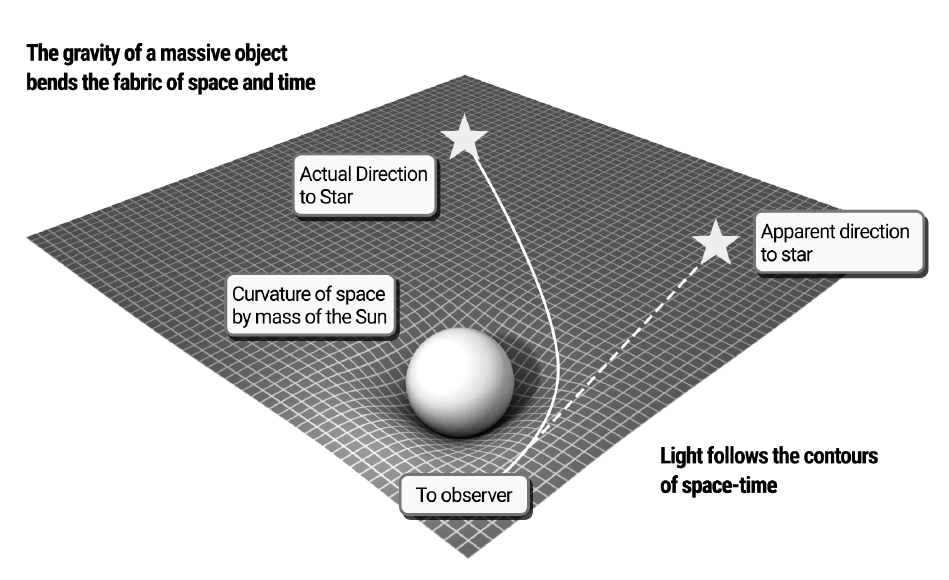 The gravity of a massive object
bends the fabric of space and time
Actual Direction
to Star
Apparent direction
to star
Curvature of space
by mass of the Sun
Light follows the contours
of space-time
To observer